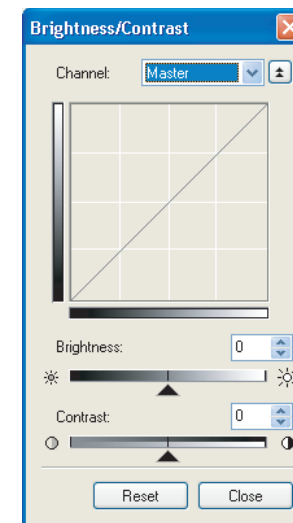 Brightness/Contrast
Channel: Master
Brightness: 0
Contrast: 0
Reset Close